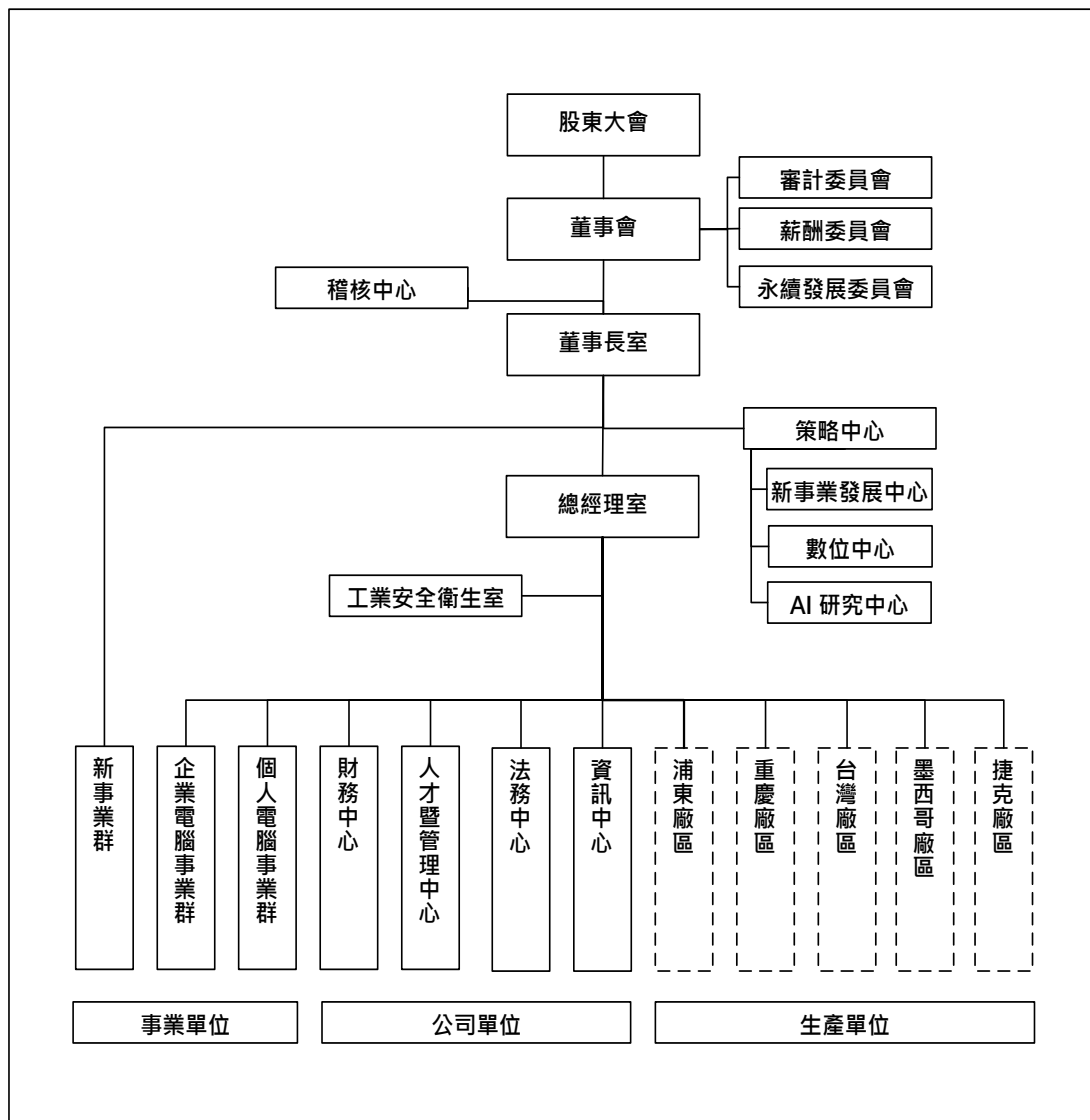 股東大會
審計委員會
董事會
薪酬委員會
稽核中心
永續發展委員會
董事長室
策略中心
總經理室
新事業發展中心
數位中心
工業安全衛生室
AI 研究中心
新事業群
企業電腦事業群
個人電腦事業群
財務中心
人才暨管理中心
法務中心
資訊中心
浦東廠區
重慶廠區
台灣廠區
墨西哥廠區
捷克廠區
事業單位
公司單位
生產單位